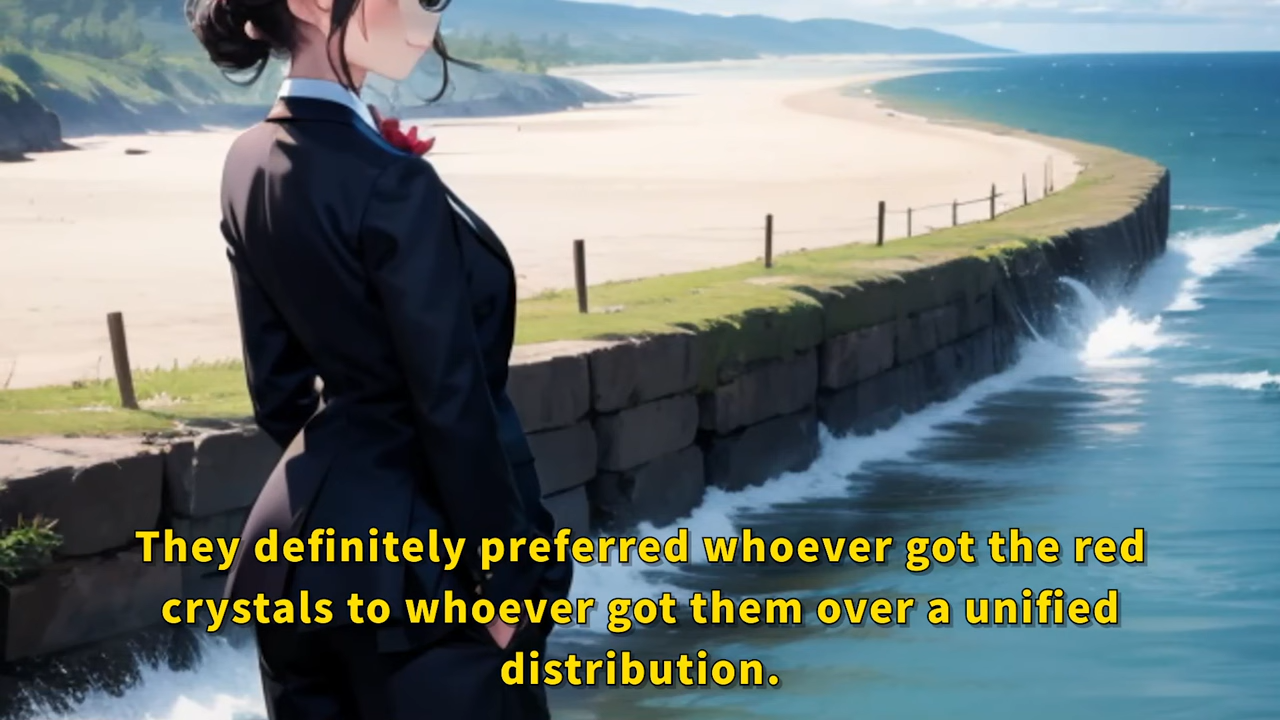 They definitely preferred whoever got the red
crystals to whoever got them over a unified
distribution.